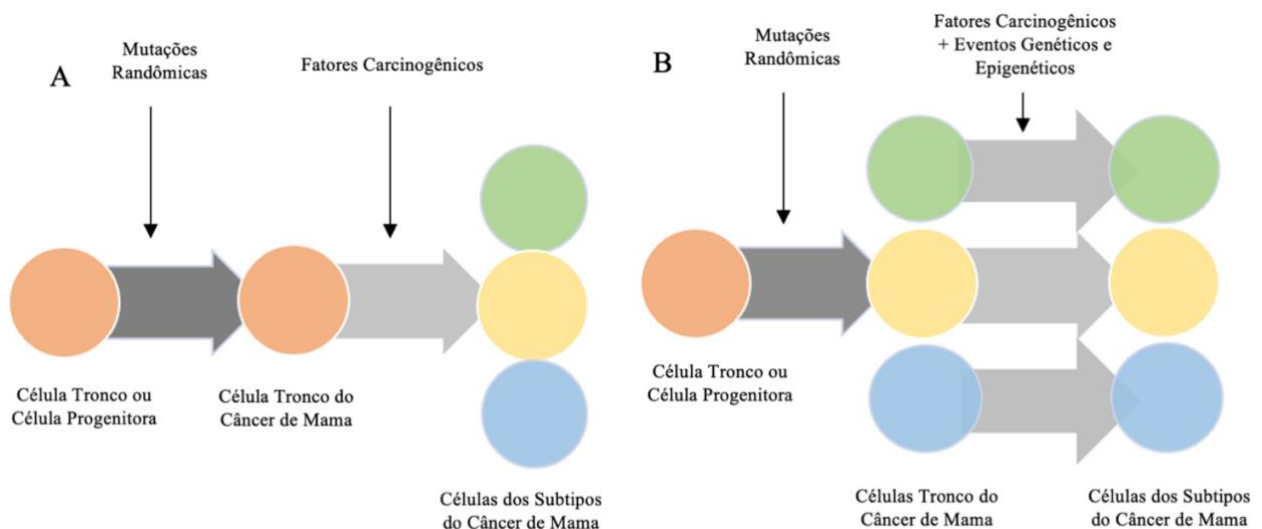 A
Mutações
Randômicas
Fatores Carcinogênicos
Célula Tronco ou
Célula Progenitora
Célula Tronco do
Câncer de Mama
Células dos Subtipos
do Câncer de Mama
B
Mutações
Randômicas
Fatores Carcinogênicos
+ Eventos Genéticos e
Epigenéticos
Célula Tronco ou
Célula Progenitora
Células Tronco do
Câncer de Mama
Células dos Subtipos
do Câncer de Mama